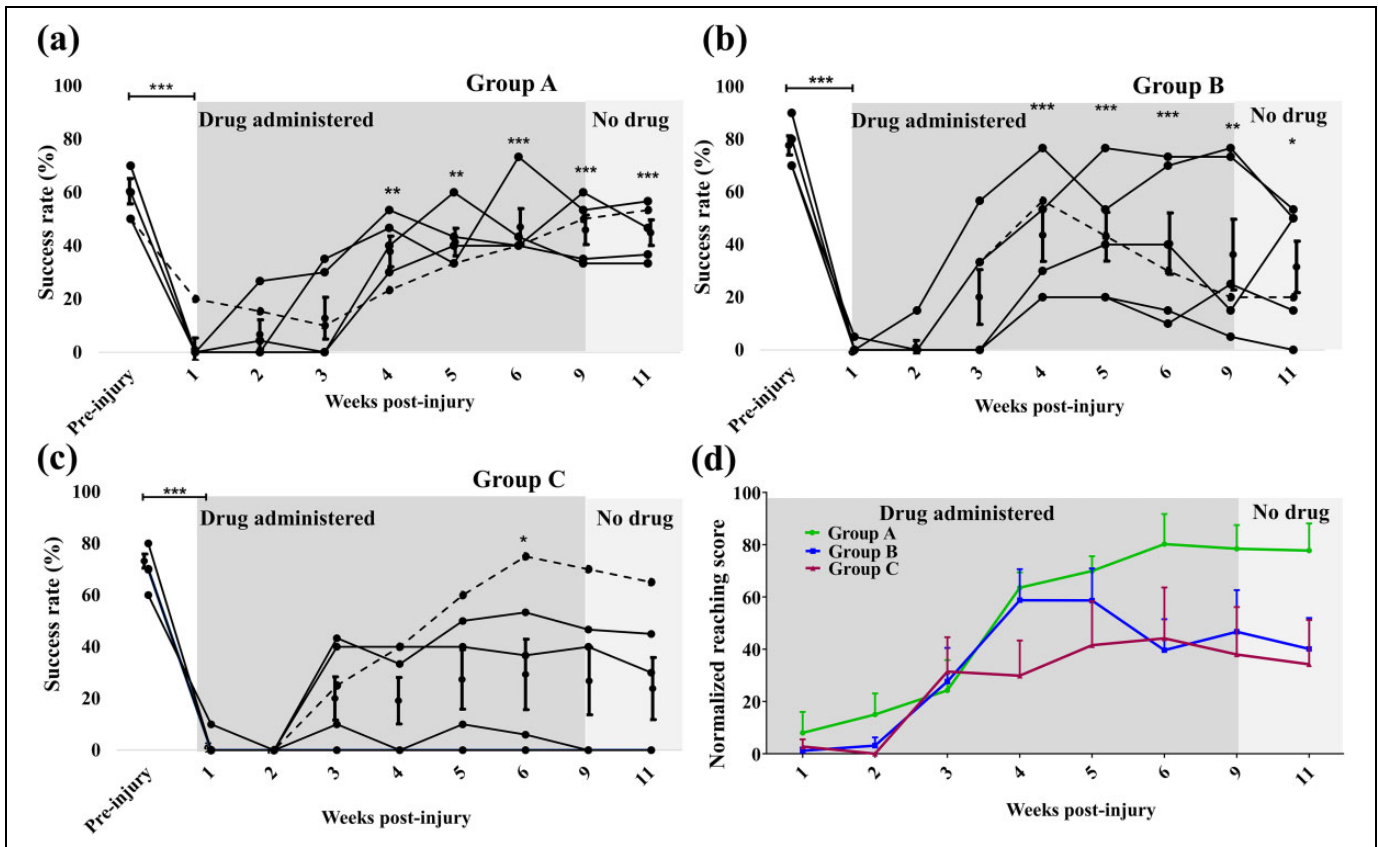 (a)
Group A
Success rate (%)
100
80
60
40
20
0
***
Drug administered
No drug
**
**
***
***
***
Pre-injury
1
2
3
4
5
6
9
11
Weeks post-injury
(b)
Group B
Success rate (%)
100
80
60
40
20
0
***
Drug administered
No drug
***
***
***
**
*
Pre-injury
1
2
3
4
5
6
9
11
Weeks post-injury
(c)
Group C
Success rate (%)
100
80
60
40
20
0
***
Drug administered
No drug
*
Pre-injury
1
2
3
4
5
6
9
11
Weeks post-injury
(d)
Normalized reaching score
100
80
60
40
20
0
Drug administered
No drug
Group A
Group B
Group C
1
2
3
4
5
6
9
11
Weeks post-injury